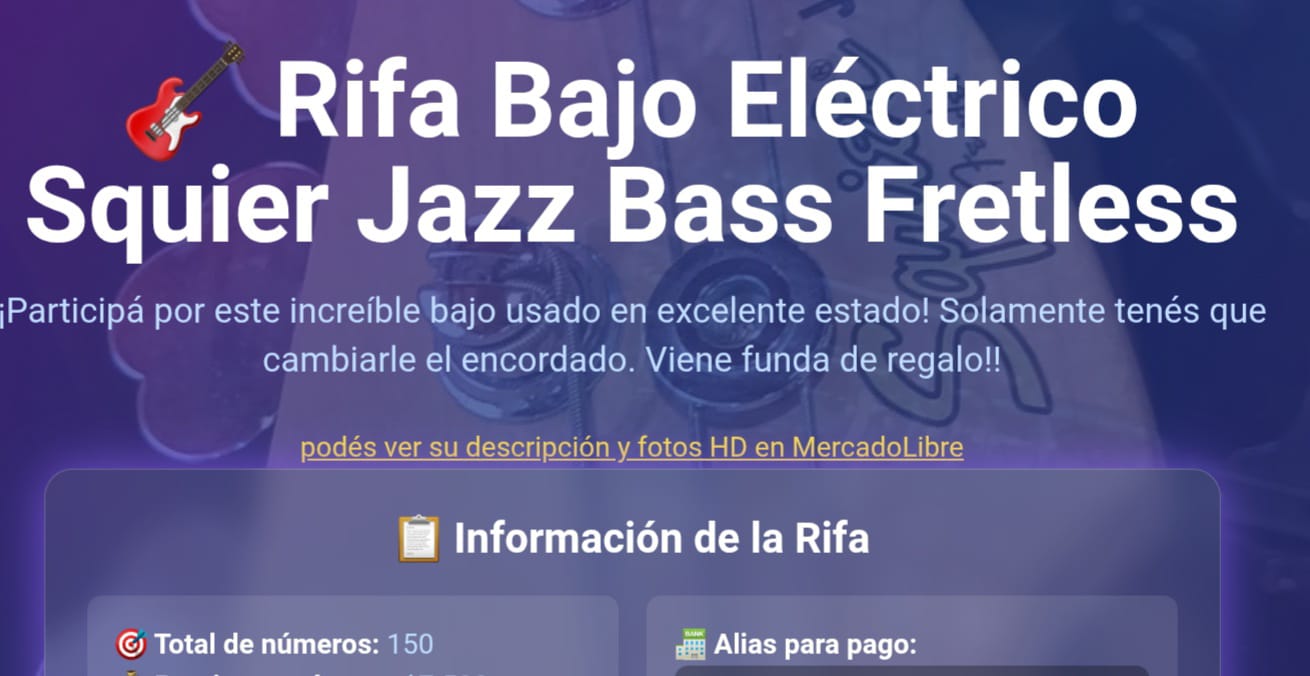 Rifa Bajo Eléctrico
Squier Jazz Bass Fretless
¡Participá por este increíble bajo usado en excelente estado! Solamente tenés que
cambiarle el encordado. Viene funda de regalo!!
podés ver su descripción y fotos HD en MercadoLibre
Información de la Rifa
Total de números: 150
BANK
Alias para pago:
Squier